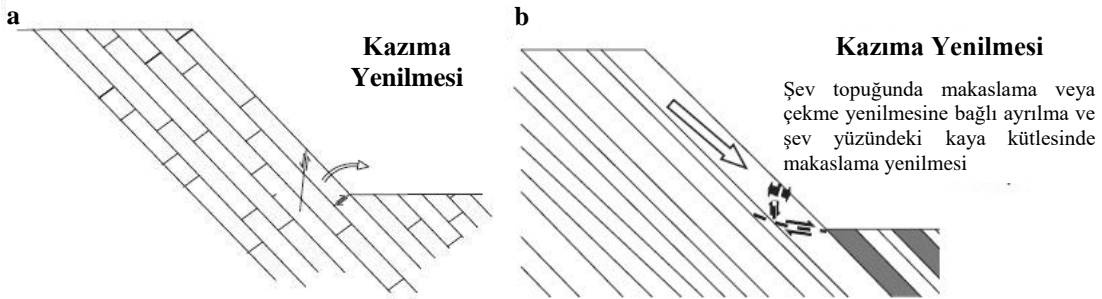 a
Kazıma
Yenilmesi
b
Kazıma Yenilmesi
Şev topuğunda makaslama veya
çekme yenilmesine bağlı ayrılma ve
şev yüzündeki kaya kütlesinde
makaslama yenilmesi